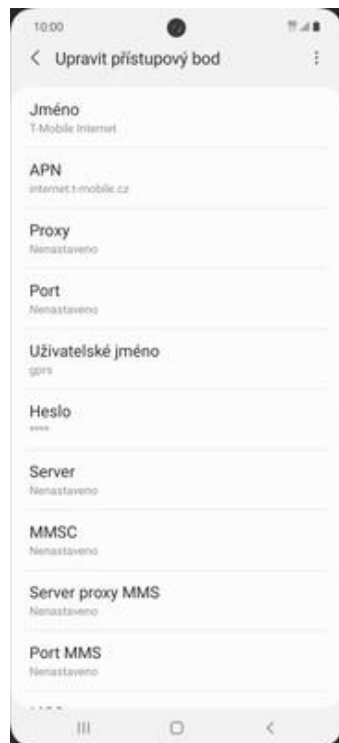 10:00
Upravit přístupový bod
Jméno
T-Mobile Internet
APN
internet.t-mobile.cz
Proxy
Nenastaveno
Port
Nenastaveno
Uživatelské jméno
gprs
Heslo
****
Server
Nenastaveno
MMSC
Nenastaveno
Server proxy MMS
Nenastaveno
Port MMS
Nenastaveno